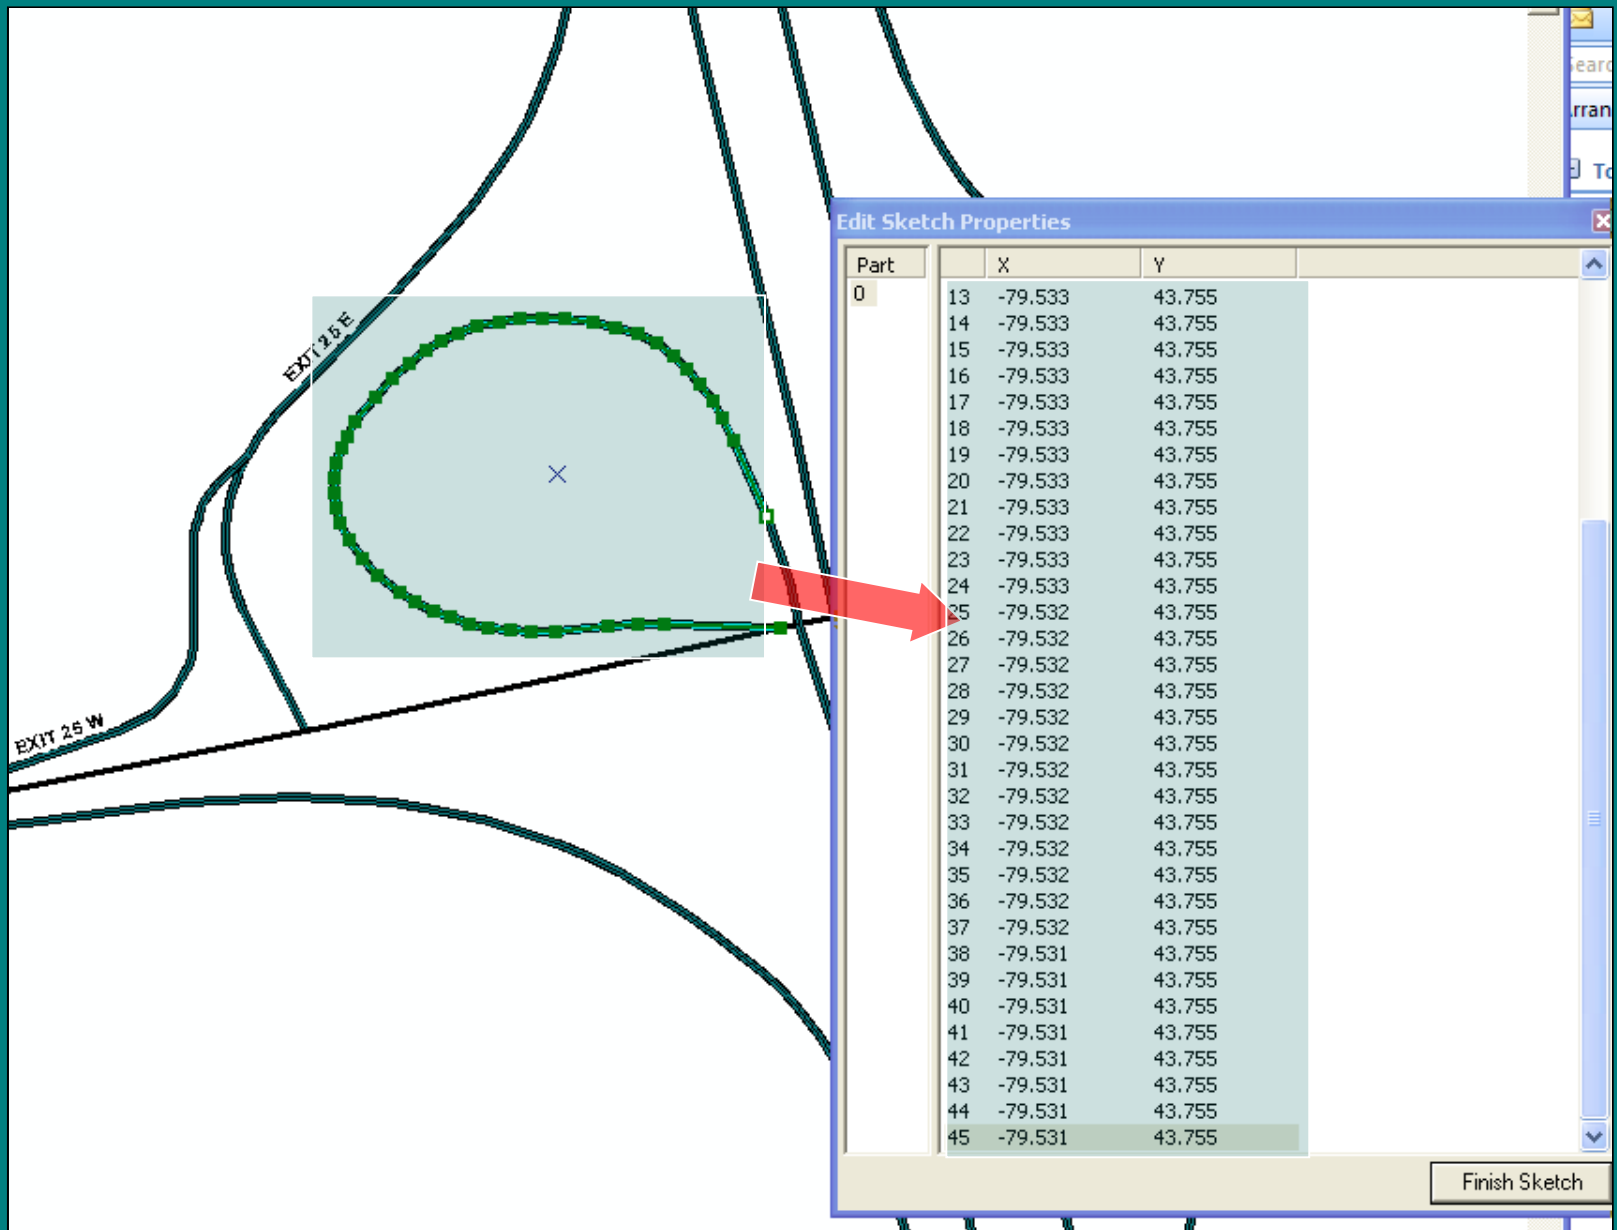 EXIT 25 E
EXIT 25 W
Edit Sketch Properties
Part
0
X Y
13 -79.533 43.755
14 -79.533 43.755
15 -79.533 43.755
16 -79.533 43.755
17 -79.533 43.755
18 -79.533 43.755
19 -79.533 43.755
20 -79.533 43.755
21 -79.533 43.755
22 -79.533 43.755
23 -79.533 43.755
24 -79.533 43.755
25 -79.532 43.755
26 -79.532 43.755
27 -79.532 43.755
28 -79.532 43.755
29 -79.532 43.755
30 -79.532 43.755
31 -79.532 43.755
32 -79.532 43.755
33 -79.532 43.755
34 -79.532 43.755
35 -79.532 43.755
36 -79.532 43.755
37 -79.532 43.755
38 -79.531 43.755
39 -79.531 43.755
40 -79.531 43.755
41 -79.531 43.755
42 -79.531 43.755
43 -79.531 43.755
44 -79.531 43.755
45 -79.531 43.755
Finish Sketch